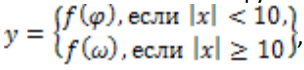 y = {f(φ), если |x| < 10,
f(ω), если |x| ≥ 10},